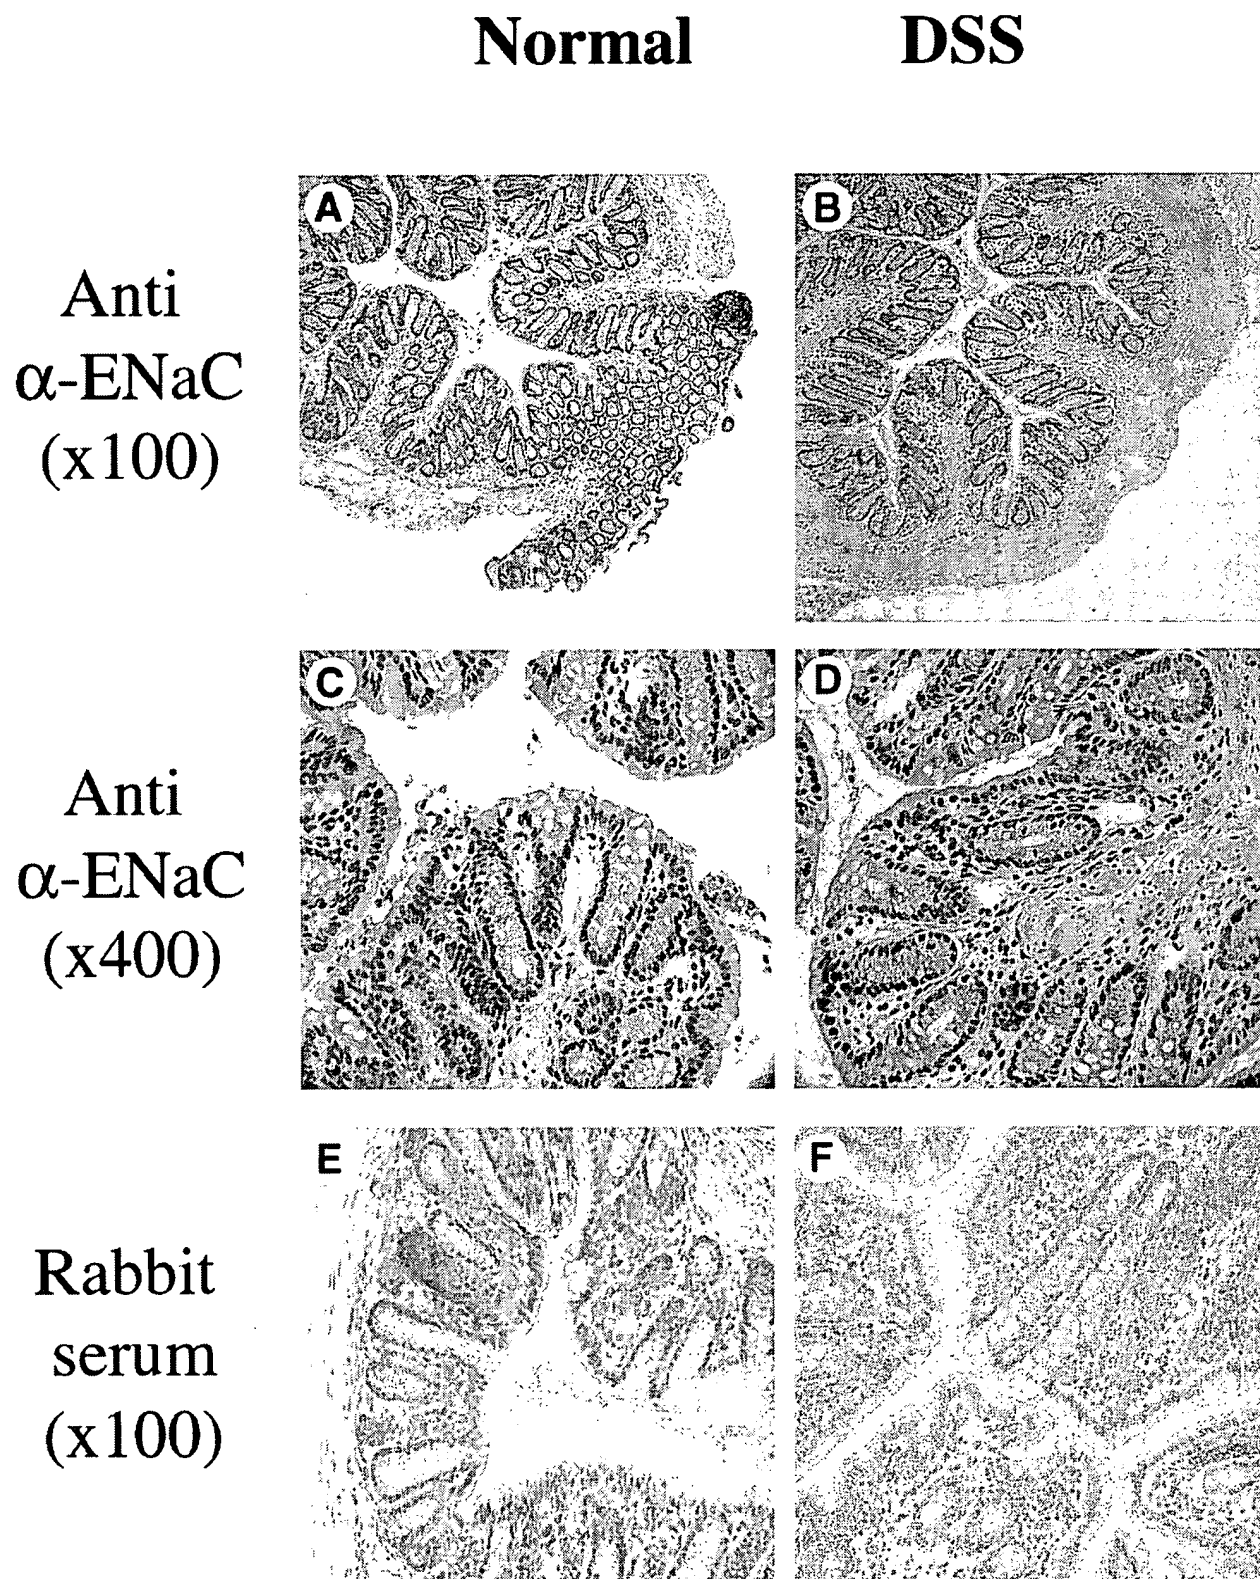 Normal DSS
A B
Anti
α-ENaC
(x100)
C D
Anti
α-ENaC
(x400)
E F
Rabbit
serum
(x100)